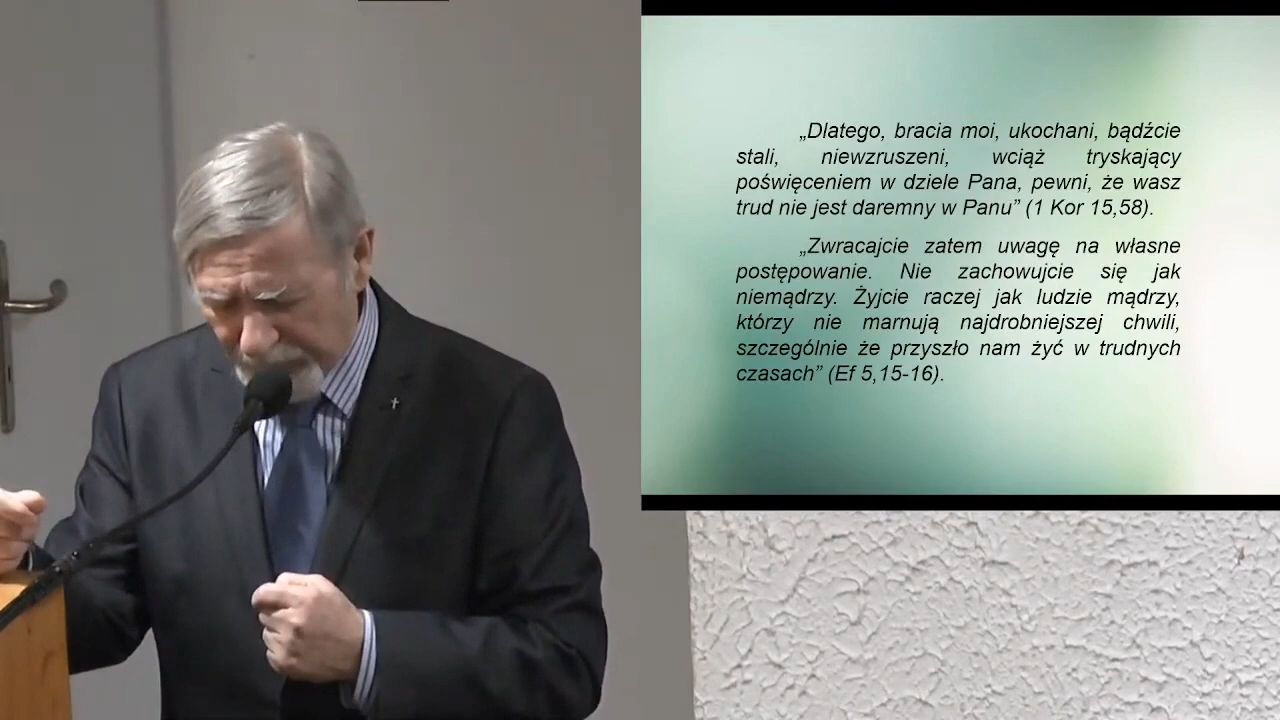 „Dlatego, bracia moi, ukochani, bądźcie
stali, niewzruszeni, wciąż tryskający
poświęceniem w dziele Pana, pewni, że wasz
trud nie jest daremny w Panu” (1 Kor 15,58).
„Zwracajcie zatem uwagę na własne
postępowanie. Nie zachowujcie się jak
niemądrzy. Żyjcie raczej jak ludzie mądrzy,
którzy nie marnują najdrobniejszej chwili,
szczególnie że przyszło nam żyć w trudnych
czasach” (Ef 5,15-16).